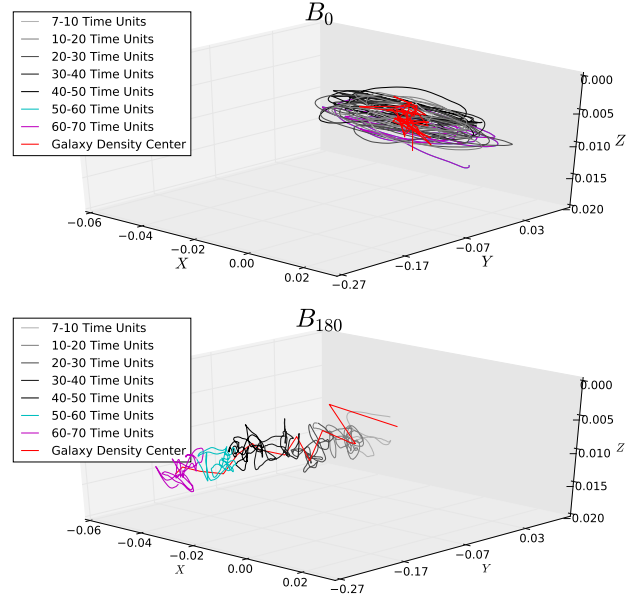 B0
7-10 Time Units
10-20 Time Units
20-30 Time Units
30-40 Time Units
40-50 Time Units
50-60 Time Units
60-70 Time Units
Galaxy Density Center
0.000
0.005
0.010
0.015
0.020
Z
−0.06
−0.04
−0.02
0.00
0.02
X
−0.27
−0.17
−0.07
0.03
Y
B180
7-10 Time Units
10-20 Time Units
20-30 Time Units
30-40 Time Units
40-50 Time Units
50-60 Time Units
60-70 Time Units
Galaxy Density Center
0.000
0.005
0.010
0.015
0.020
Z
−0.06
−0.04
−0.02
0.00
0.02
X
−0.27
−0.17
−0.07
0.03
Y